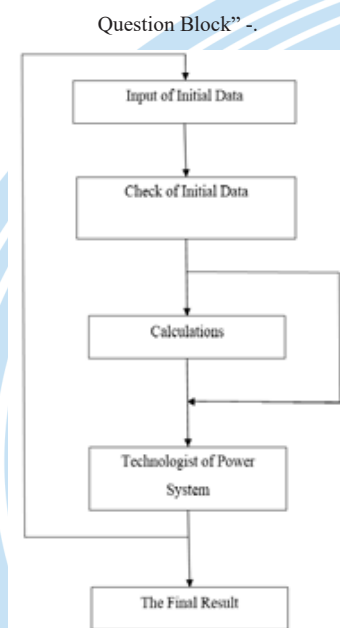 Question Block” -.
Input of Initial Data
Check of Initial Data
Calculations
Technologist of Power
System
The Final Result